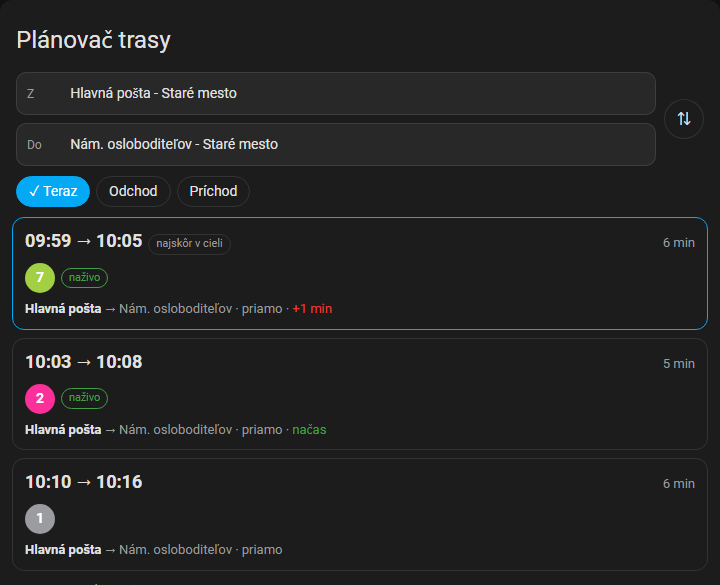 Plánovač trasy
Z Hlavná pošta - Staré mesto
Do Nám. osloboditeľov - Staré mesto
✓ Teraz Odchod Príchod
09:59 → 10:05 najskôr v cieli 6 min
7 naživo
Hlavná pošta → Nám. osloboditeľov · priamo · +1 min
10:03 → 10:08 5 min
2 naživo
Hlavná pošta → Nám. osloboditeľov · priamo · načas
10:10 → 10:16 6 min
1
Hlavná pošta → Nám. osloboditeľov · priamo